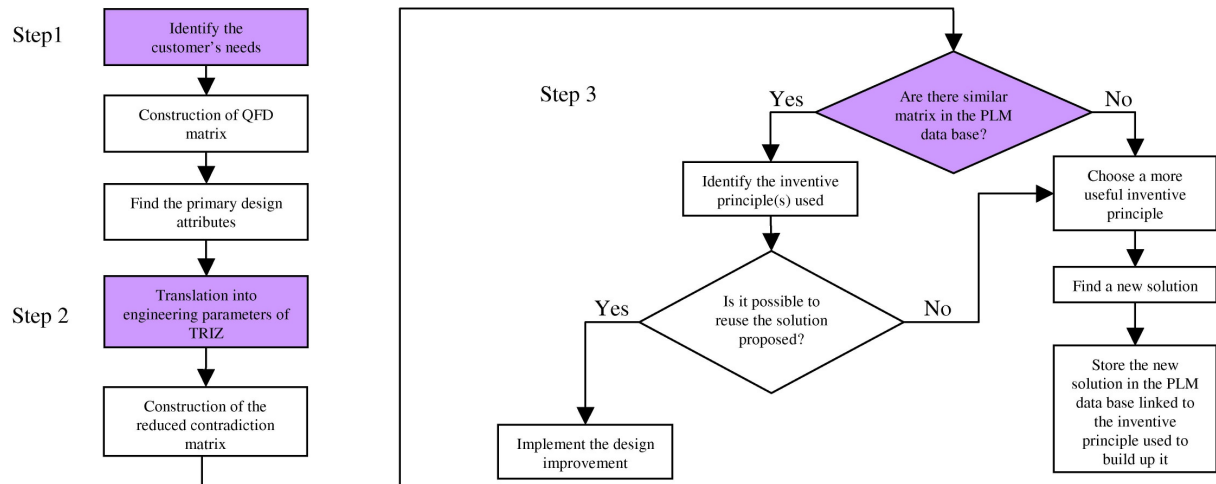 Step1
Identify the
customer's needs
Construction of QFD
matrix
Find the primary design
attributes
Step 2
Translation into
engineering parameters of
TRIZ
Construction of the
reduced contradiction
matrix
Step 3
Are there similar
matrix in the PLM
data base?
Yes
No
Identify the inventive
principle(s) used
Choose a more
useful inventive
principle
Is it possible to
reuse the solution
proposed?
Yes
No
Find a new solution
Implement the design
improvement
Store the new
solution in the PLM
data base linked to
the inventive
principle used to
build up it